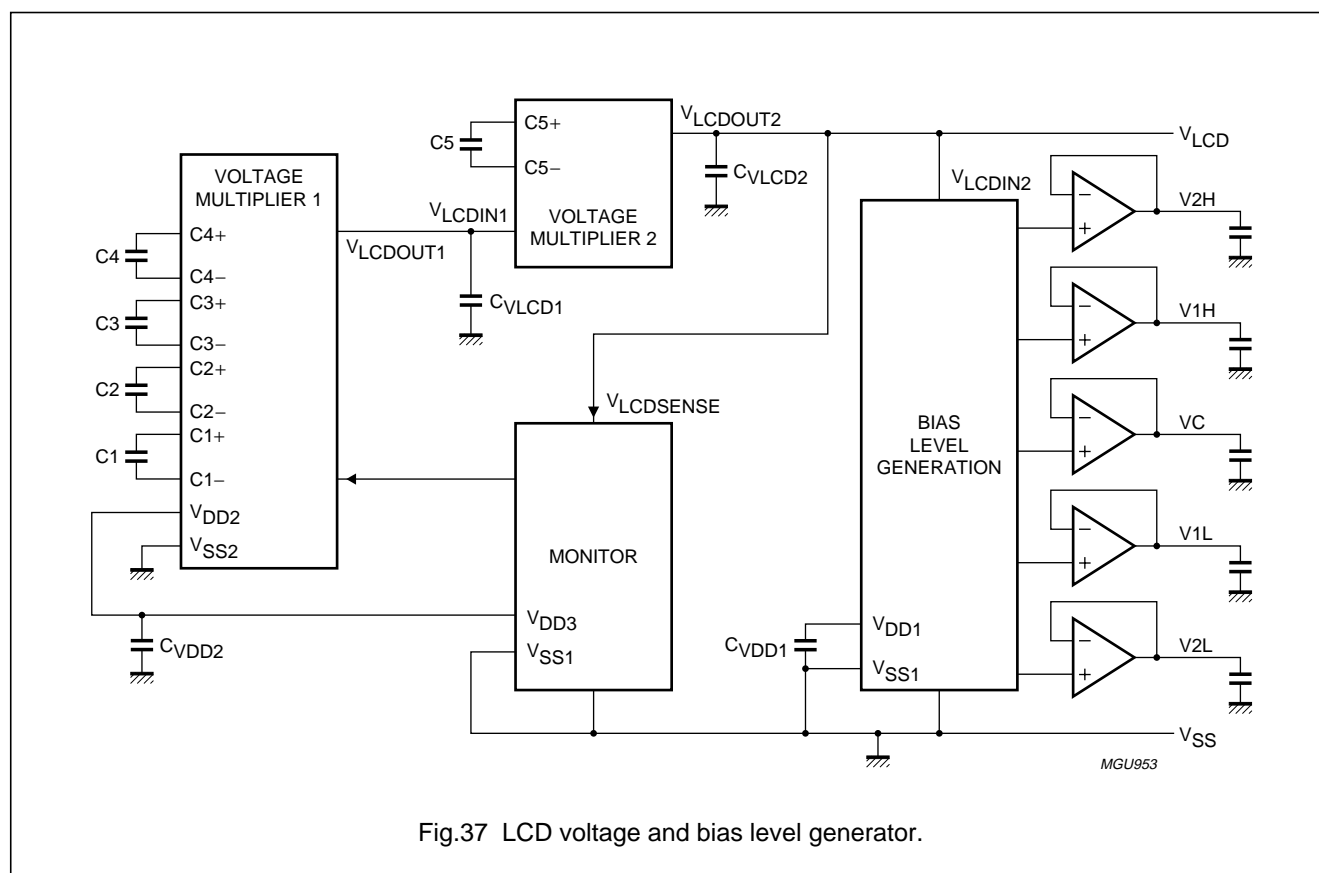 VOLTAGE
MULTIPLIER 1
C4+
C4
C4−
C3+
C3
C3−
C2+
C2
C2−
C1+
C1
C1−
VDD2
VSS2
CVDD2
VLCDOUT1
VLCDIN1
CVLCD1
C5+
C5
C5−
VOLTAGE
MULTIPLIER 2
VLCDOUT2
CVLCD2
VLCDSENSE
MONITOR
VDD3
VSS1
VLCD
VLCDIN2
BIAS
LEVEL
GENERATION
VDD1
CVDD1
VSS1
−
+
V2H
−
+
V1H
−
+
VC
−
+
V1L
−
+
V2L
VSS
MGU953
Fig.37 LCD voltage and bias level generator.